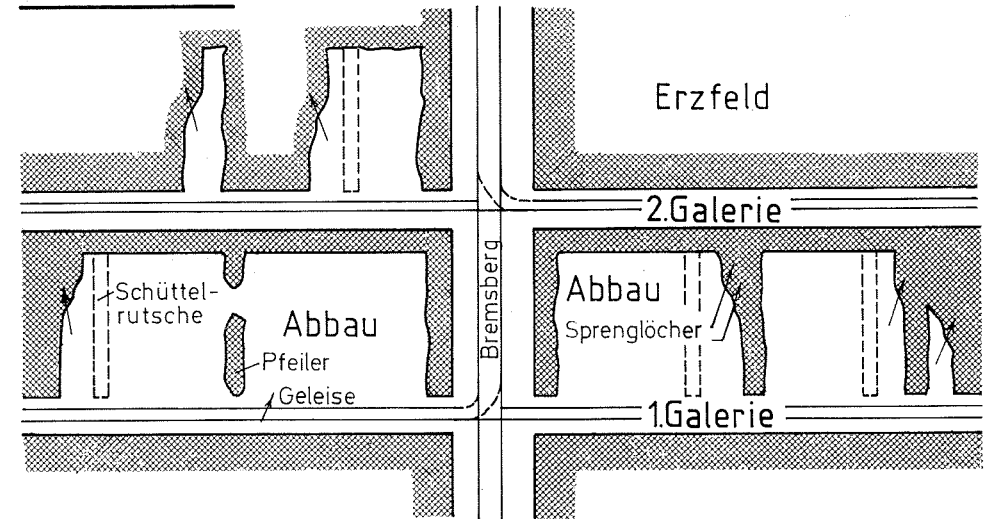 Erzfeld
2.Galerie
Bremsberg
Schüttel-
rutsche
Abbau
Pfeiler
Geleise
Abbau
Sprenglöcher
1.Galerie